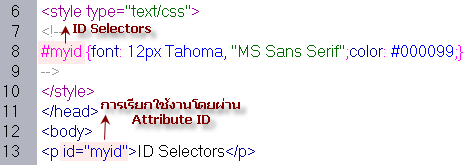 6 <style type="text/css">
7 <!-- ID Selectors
8 #myid {font: 12px Tahoma, "MS Sans Serif";color: #000099;}
9 -->
10 </style>
11 </head> การเรียกใช้งานโดยผ่าน
12 <body> Attribute ID
13 <p id="myid">ID Selectors</p>